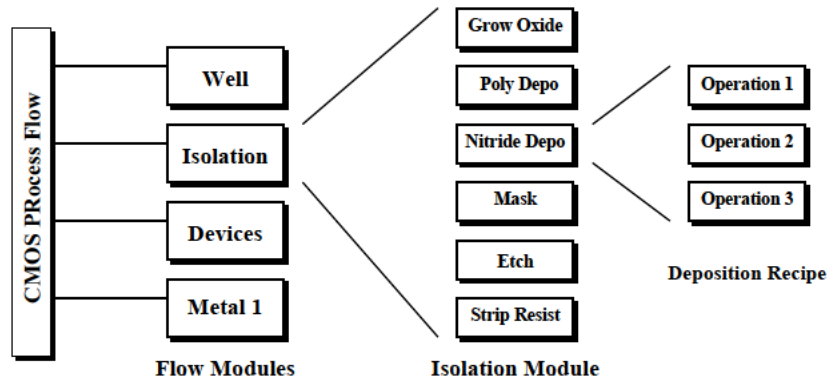 CMOS PRocess Flow
Well
Isolation
Devices
Metal 1
Flow Modules
Grow Oxide
Poly Depo
Nitride Depo
Mask
Etch
Strip Resist
Isolation Module
Operation 1
Operation 2
Operation 3
Deposition Recipe